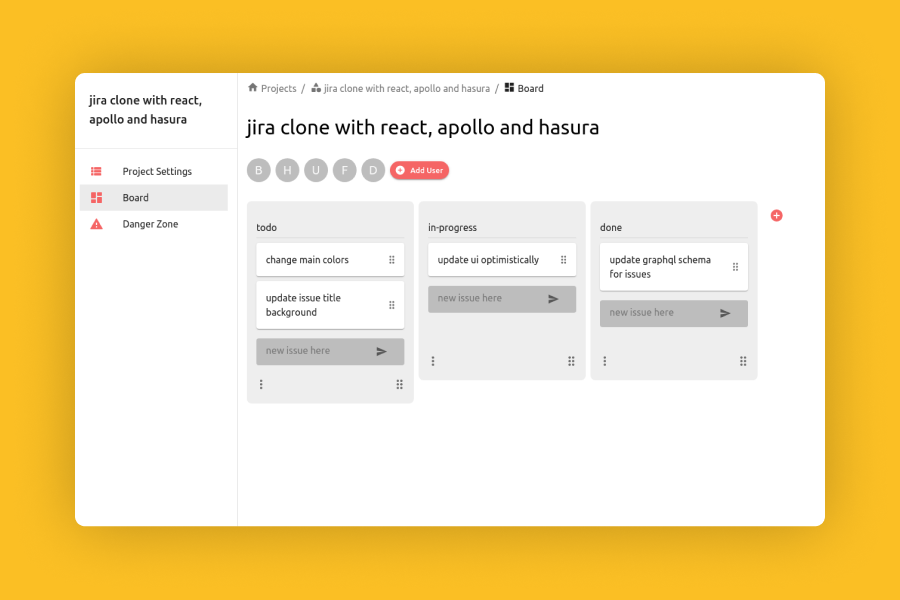 jira clone with react,
apollo and hasura
Project Settings
Board
Danger Zone
Projects / jira clone with react, apollo and hasura / Board
jira clone with react, apollo and hasura
B H U F D Add User
todo
change main colors
update issue title
background
new issue here
in-progress
update ui optimistically
new issue here
done
update graphql schema
for issues
new issue here